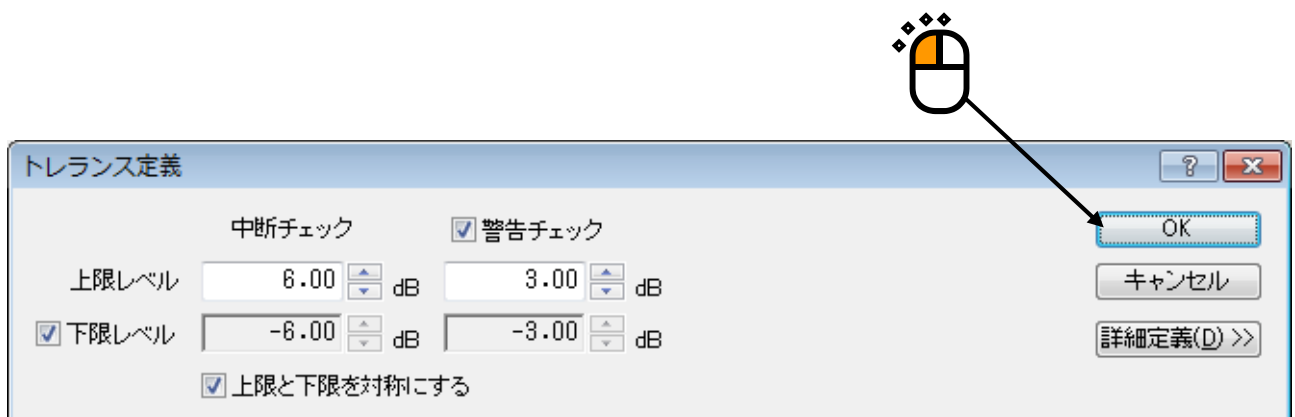 トレランス定義
中断チェック 警告チェック OK
上限レベル 6.00 dB 3.00 dB キャンセル
下限レベル -6.00 dB -3.00 dB 詳細定義(D) >>
上限と下限を対称にする